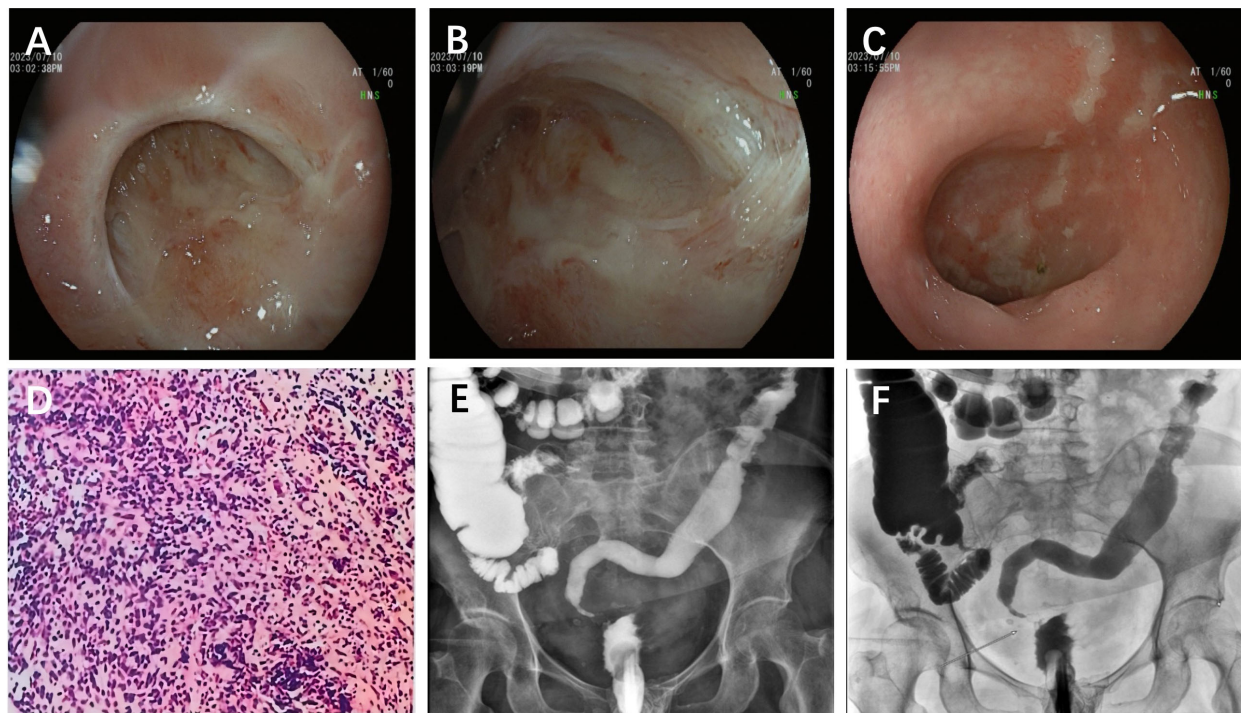 A
2023/07/10
03:02:38PM
AT 1/60
0
HNS
B
2023/07/10
03:03:19PM
AT 1/60
0
HNS
C
2023/07/10
03:15:55PM
AT 1/60
0
HNS
D
E
F